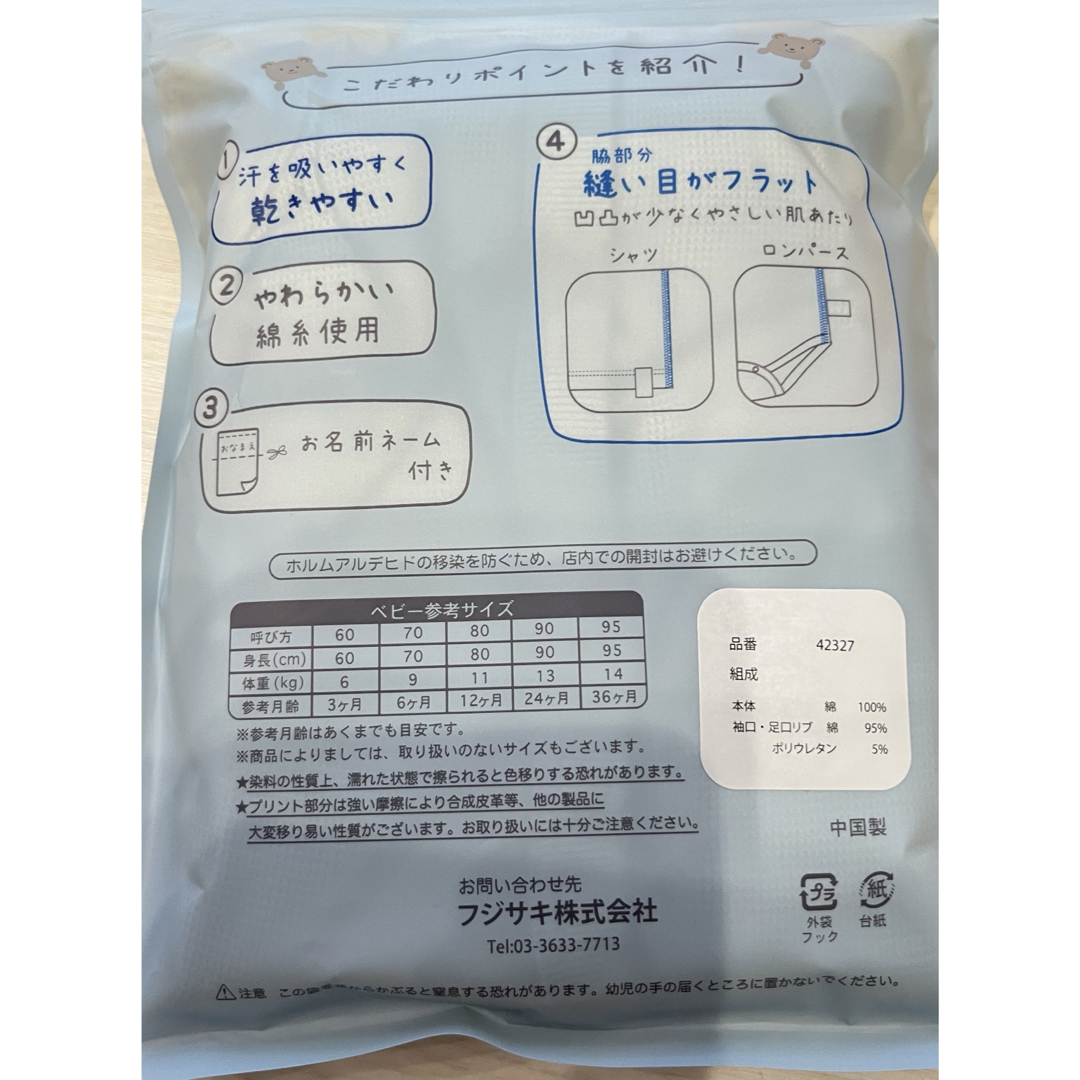 こだわりポイントを紹介！
1
汗を吸いやすく
乾きやすい
2
やわらかい
綿糸使用
3
おなまえ
お名前ネーム
付き
4
脇部分
縫い目がフラット
凹凸が少なくやさしい肌あたり
シャツ ロンパース
ホルムアルデヒドの移染を防ぐため、店内での開封はお避けください。
ベビー参考サイズ
呼び方 60 70 80 90 95
身長(cm) 60 70 80 90 95
体重(kg) 6 9 11 13 14
参考月齢 3ヶ月 6ヶ月 12ヶ月 24ヶ月 36ヶ月
※参考月齢はあくまでも目安です。
※商品によりましては、取り扱いのないサイズもございます。
★染料の性質上、濡れた状態で擦られると色移りする恐れがあります。
★プリント部分は強い摩擦により合成皮革等、他の製品に
大変移り易い性質がございます。お取り扱いには十分ご注意ください。
品番 42327
組成
本体 綿 100%
袖口・足口リブ 綿 95%
ポリウレタン 5%
中国製
プラ
外袋
フック
紙
台紙
お問い合わせ先
フジサキ株式会社
Tel:03-3633-7713
注意 この袋を からかぶると窒息する恐れがあります。幼児の手の届くところに置かないでください。